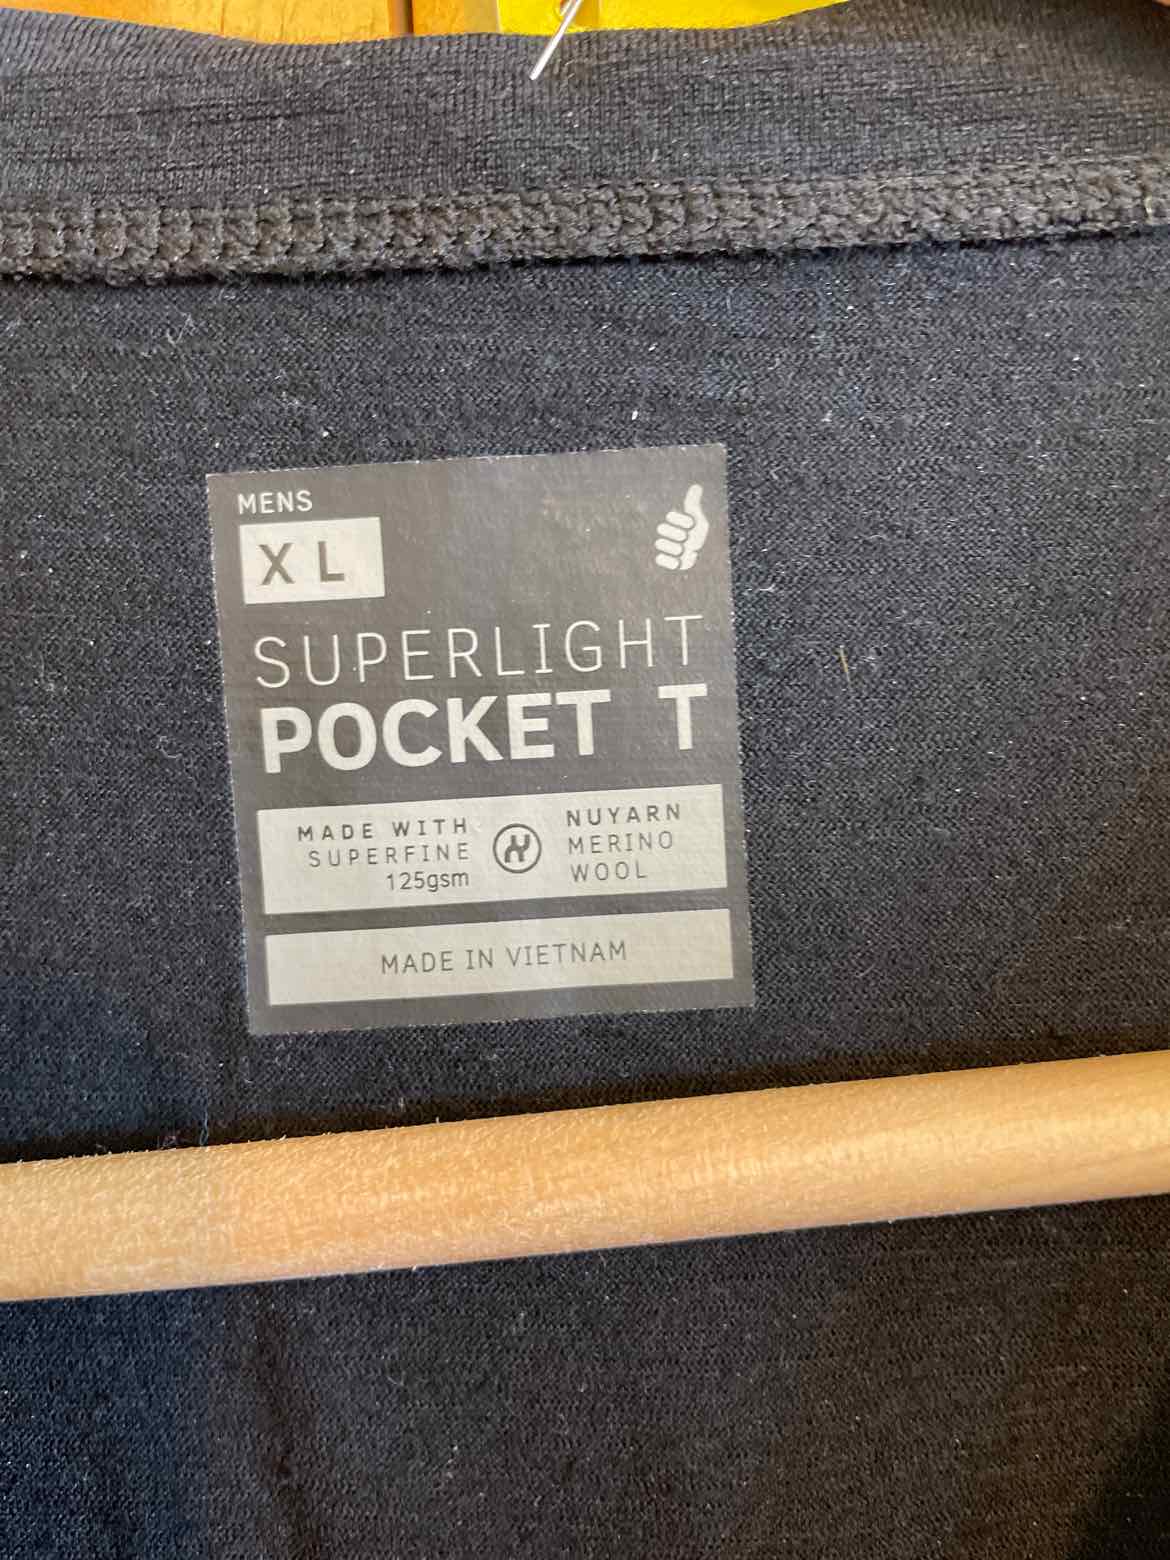 MENS
XL
SUPERLIGHT
POCKET T
MADE WITH
SUPERFINE
125gsm
NUYARN
MERINO
WOOL
MADE IN VIETNAM